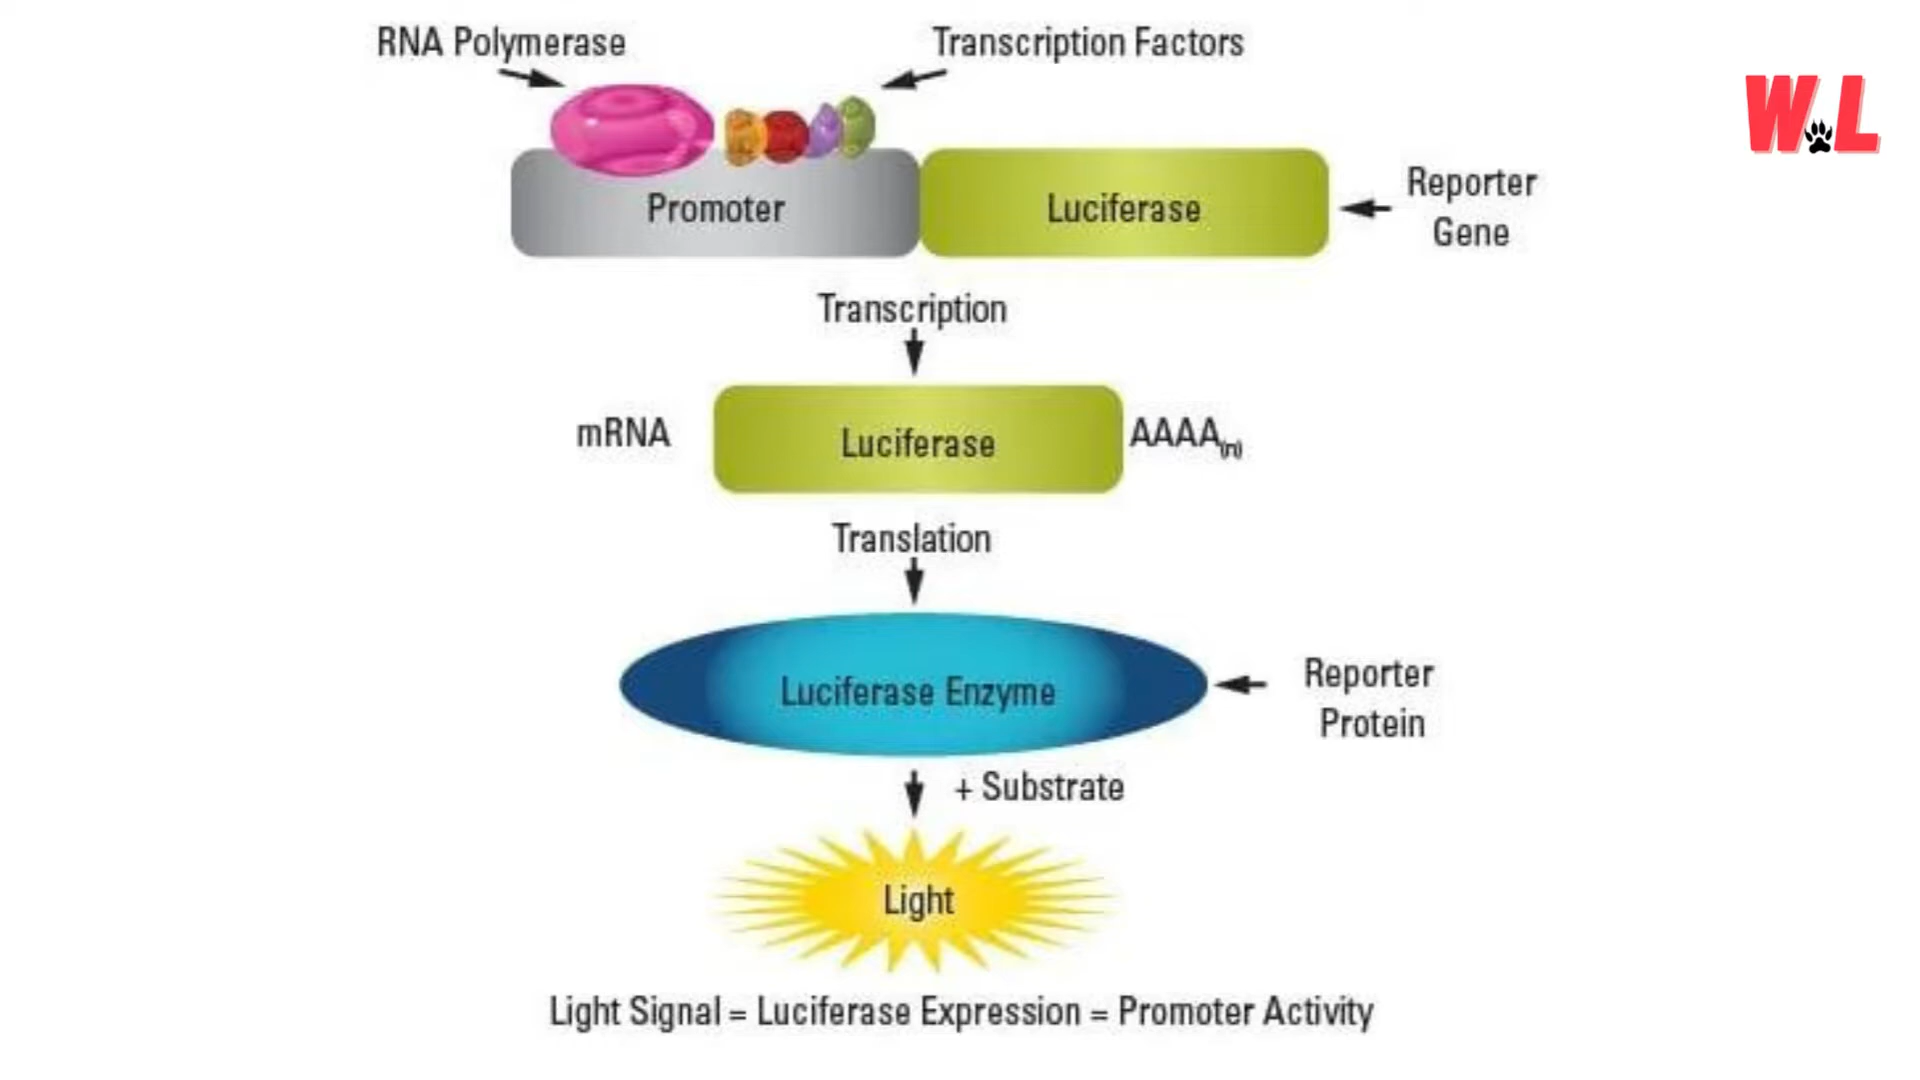 RNA Polymerase
Transcription Factors
W.L
Promoter
Luciferase
Reporter
Gene
Transcription
mRNA
Luciferase
AAAA(n)
Translation
Luciferase Enzyme
Reporter
Protein
+ Substrate
Light
Light Signal = Luciferase Expression = Promoter Activity